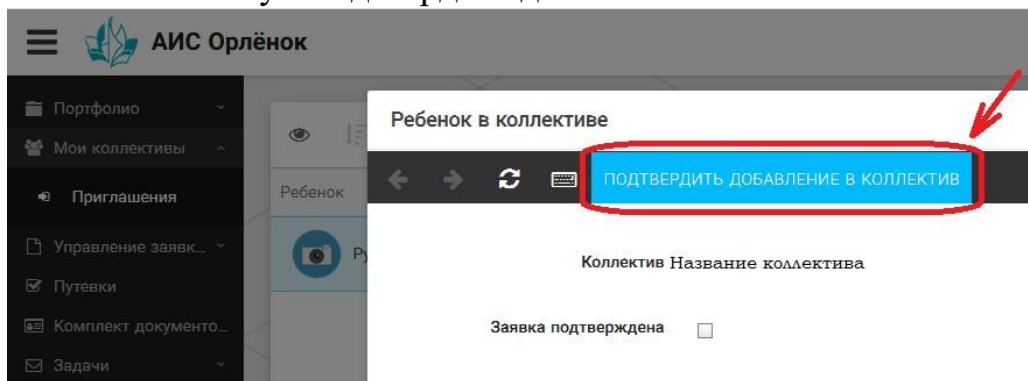 АИС Орлёнок
Портфолио
Мои коллективы
Приглашения
Управление заявк...
Путевки
Комплект документо...
Задачи
Ребенок
Ребенок в коллективе
ПОДТВЕРДИТЬ ДОБАВЛЕНИЕ В КОЛЛЕКТИВ
Коллектив Название коллектива
Заявка подтверждена